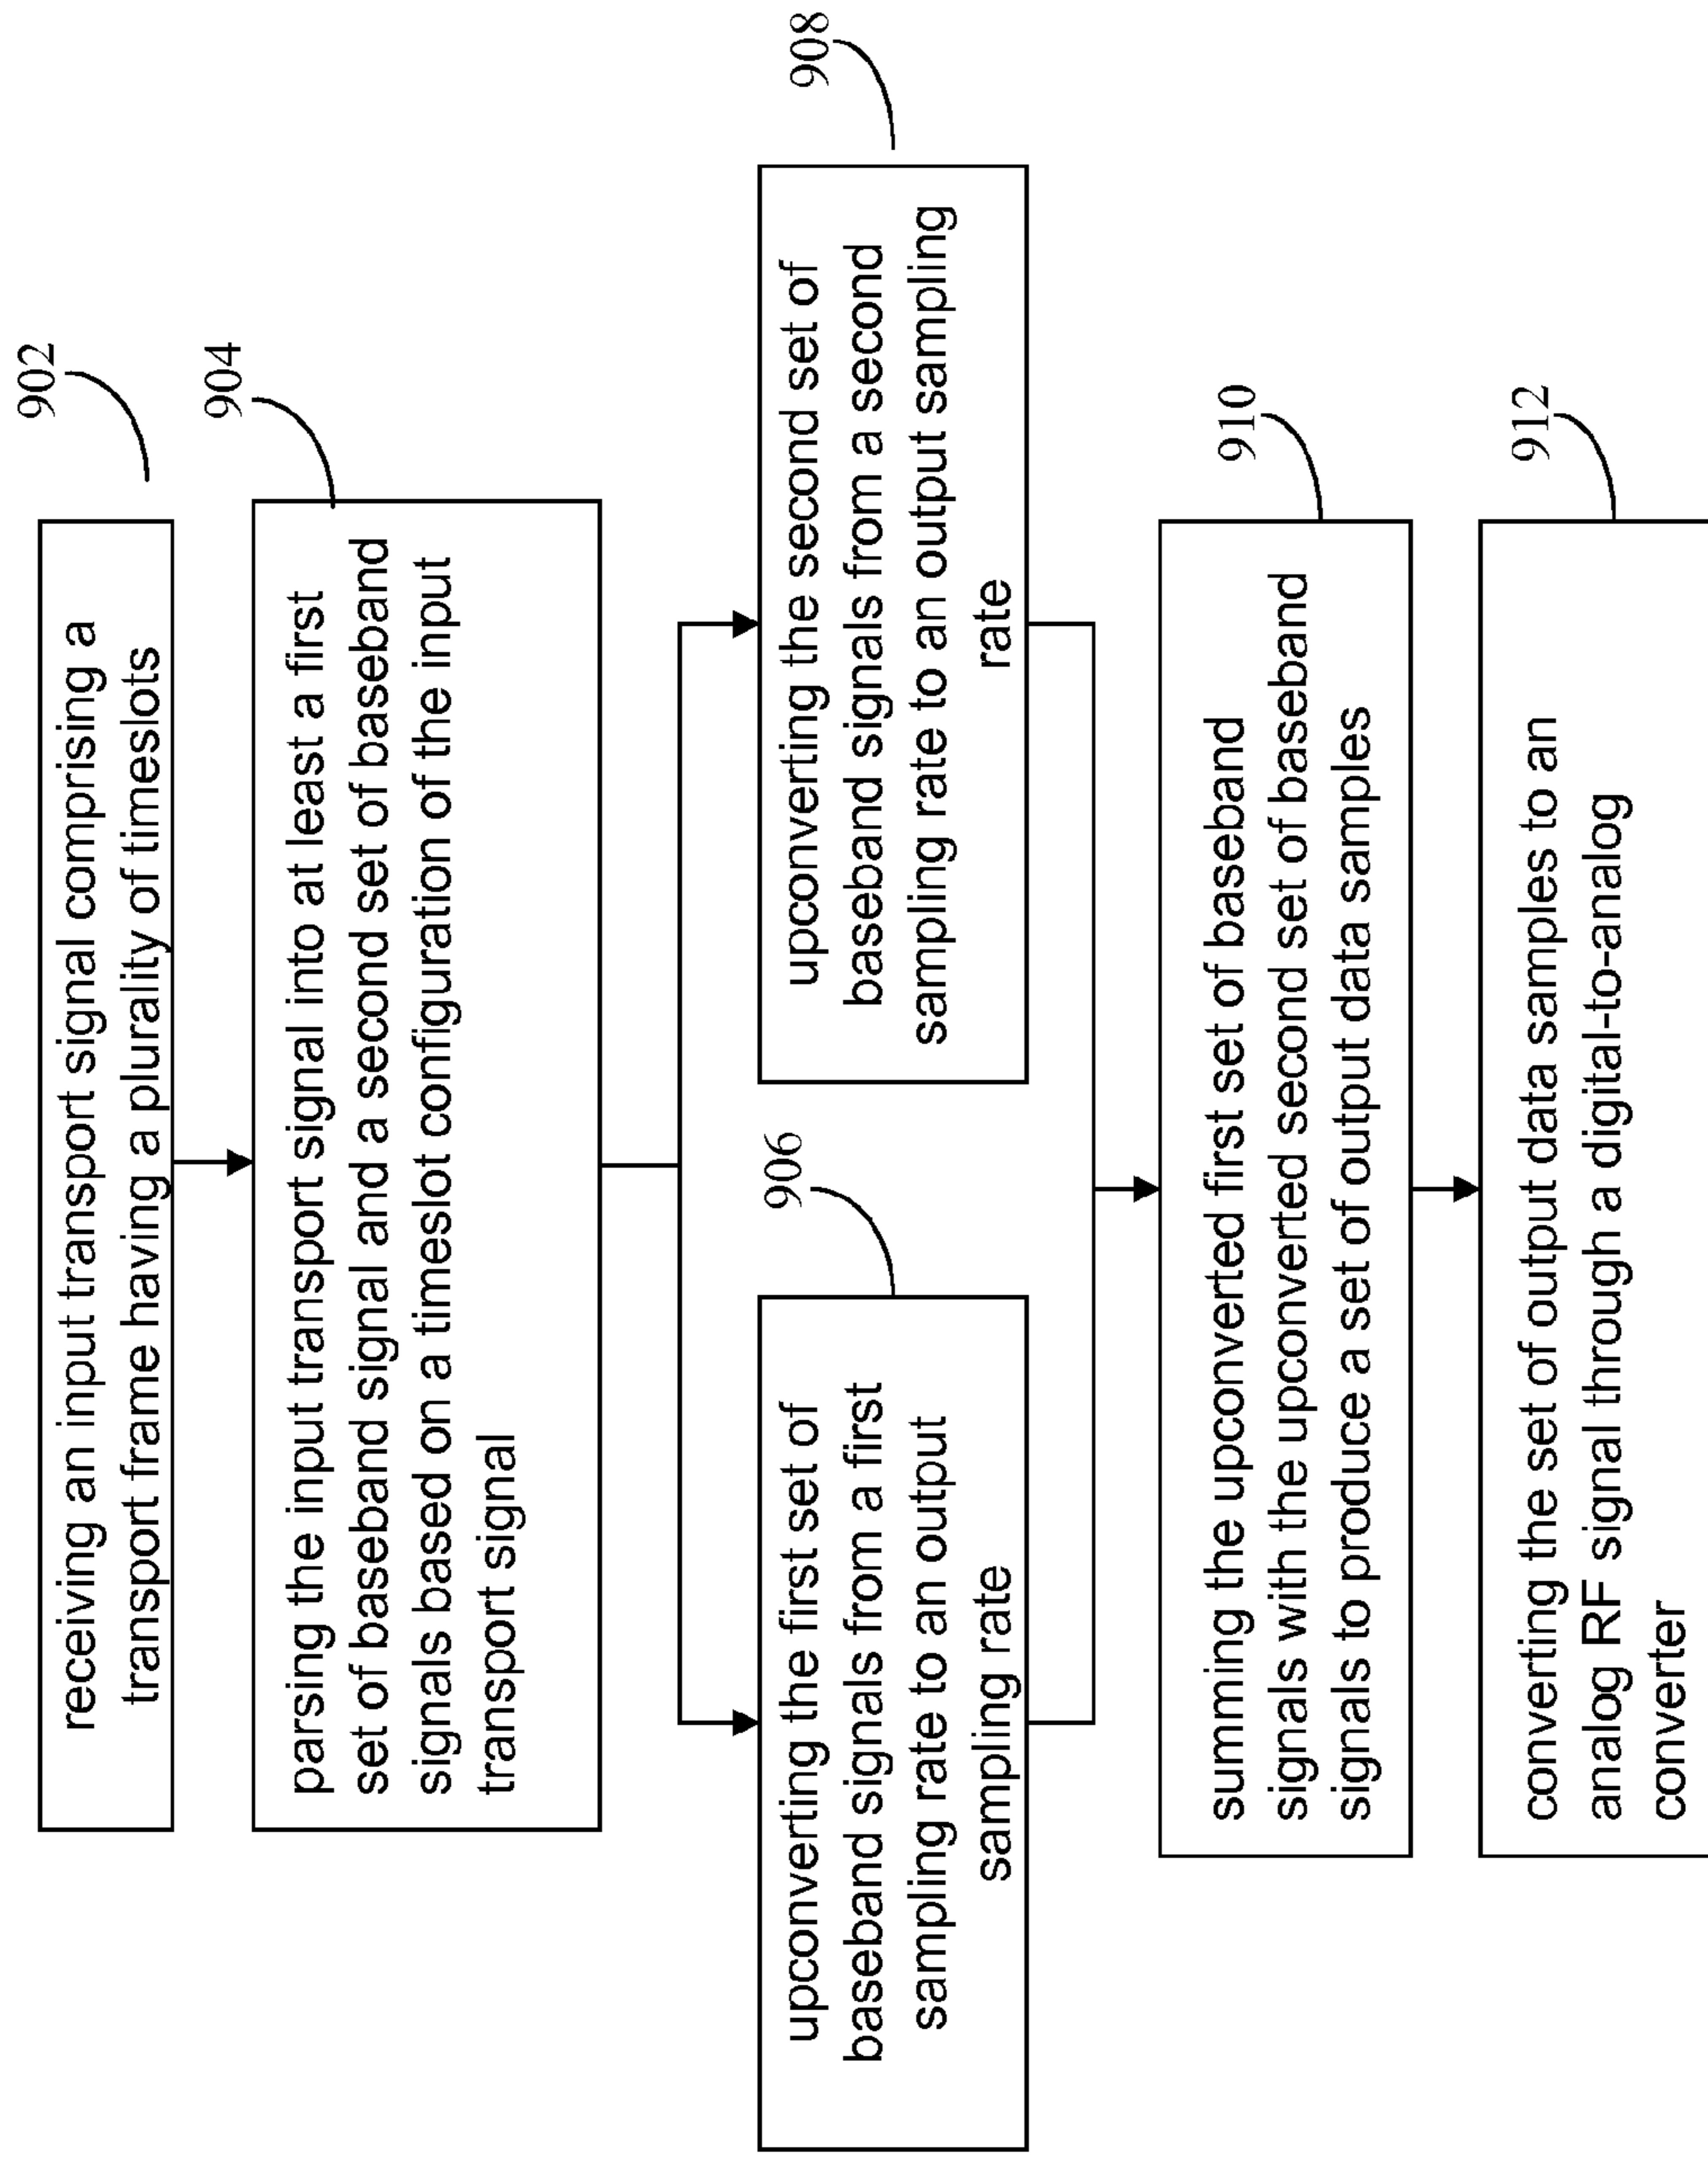 902
receiving an input transport signal comprising a
transport frame having a plurality of timeslots
904
parsing the input transport signal into at least a first
set of baseband signal and a second set of baseband
signals based on a timeslot configuration of the input
transport signal
906
upconverting the first set of
baseband signals from a first
sampling rate to an output
sampling rate
908
upconverting the second set of
baseband signals from a second
sampling rate to an output sampling
rate
910
summing the upconverted first set of baseband
signals with the upconverted second set of baseband
signals to produce a set of output data samples
912
converting the set of output data samples to an
analog RF signal through a digital-to-analog
converter